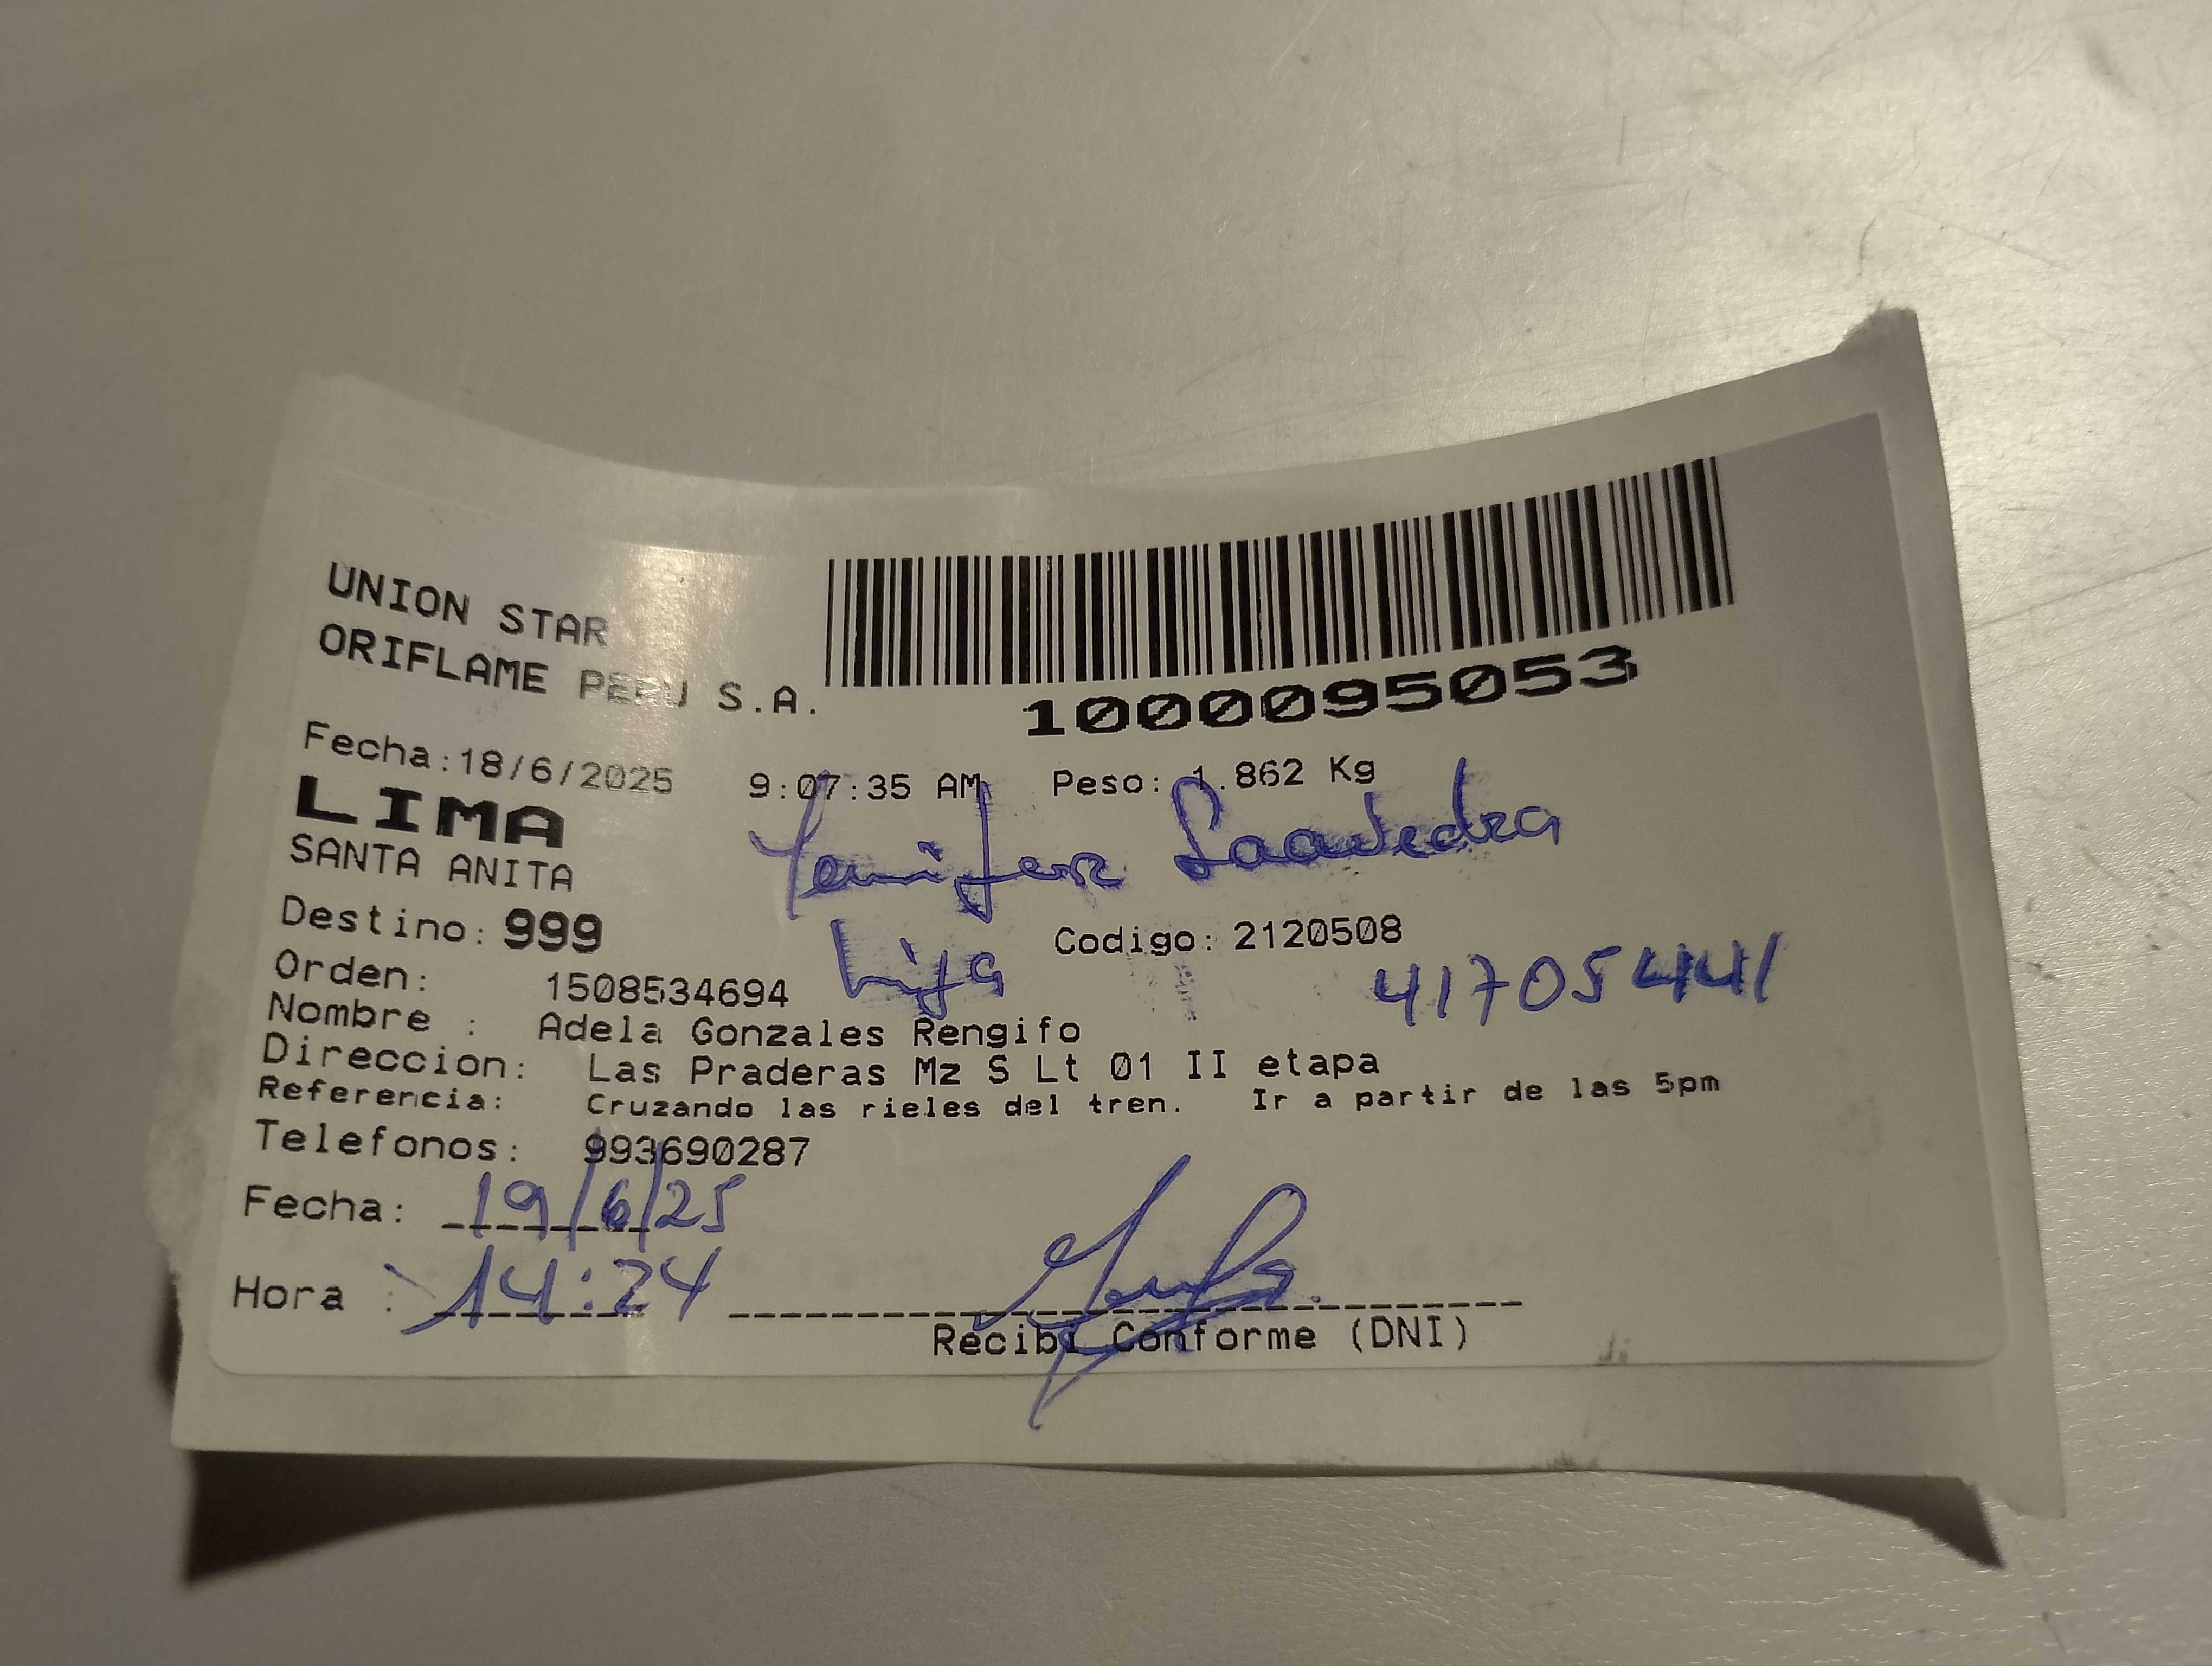 UNION STAR
ORIFLAME PERU S.A.
1000095053
Fecha:18/6/2025 9:07:35 AM Peso: 1.862 Kg
LIMA
SANTA ANITA
Yenifer Saavedra
Hija
Destino: 999 Codigo: 2120508
41705441
Orden: 1508534694
Nombre : Adela Gonzales Rengifo
Direccion: Las Praderas Mz S Lt 01 II etapa
Referencia: Cruzando las rieles del tren. Ir a partir de las 5pm
Telefonos: 993690287
Fecha: 19/6/25
Hora : 14:24
Recibi Conforme (DNI)